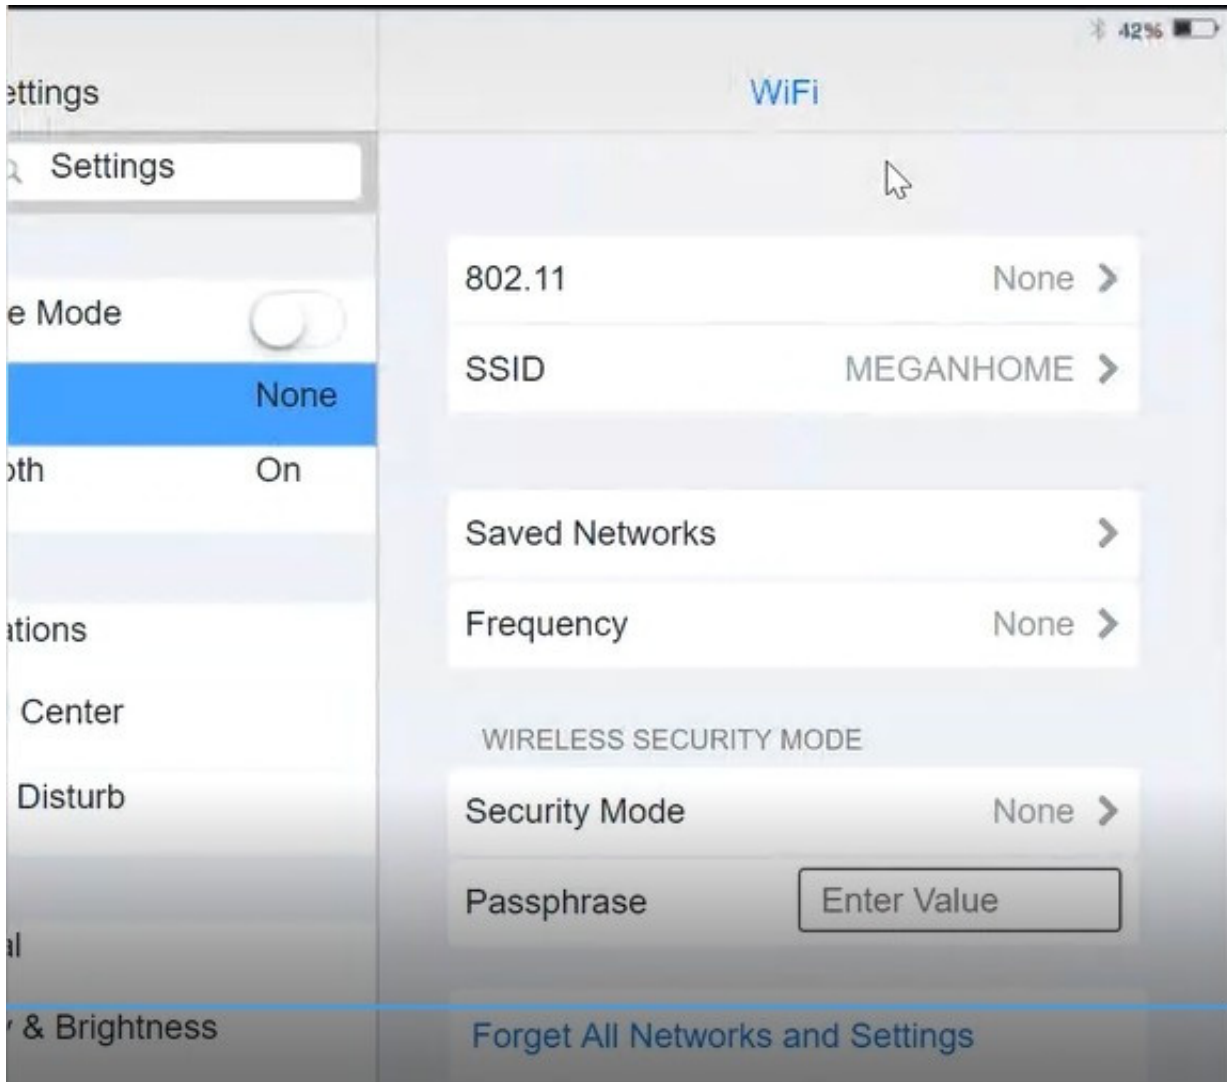 42%
ettings
WiFi
Settings
e Mode
None
oth On
ations
Center
Disturb
al
& Brightness
802.11 None
SSID MEGANHOME
Saved Networks
Frequency None
WIRELESS SECURITY MODE
Security Mode None
Passphrase Enter Value
Forget All Networks and Settings